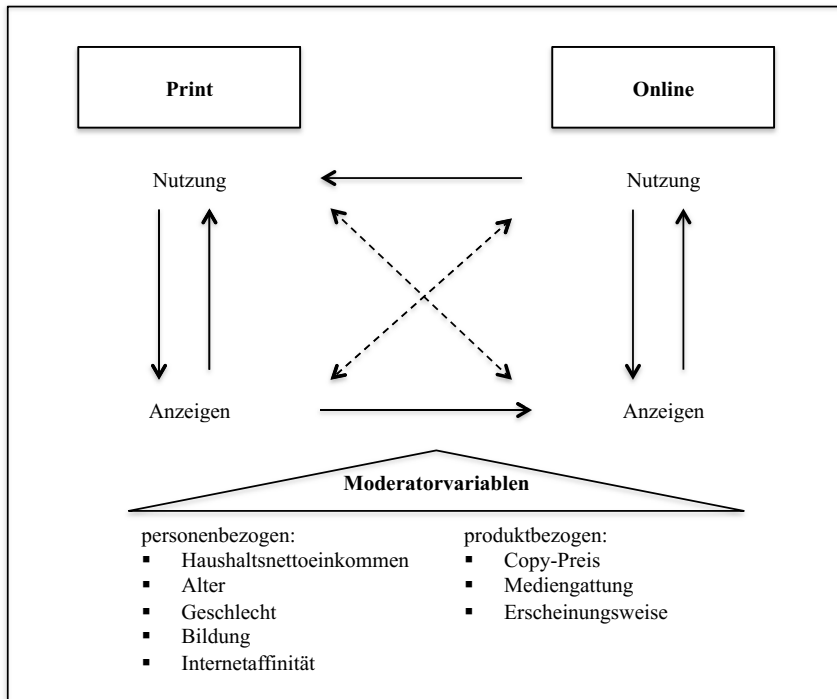 Print
Online
Nutzung
Nutzung
Anzeigen
Anzeigen
Moderatorvariablen
personenbezogen:
▪ Haushaltsnettoeinkommen
▪ Alter
▪ Geschlecht
▪ Bildung
▪ Internetaffinität
produktbezogen:
▪ Copy-Preis
▪ Mediengattung
▪ Erscheinungsweise